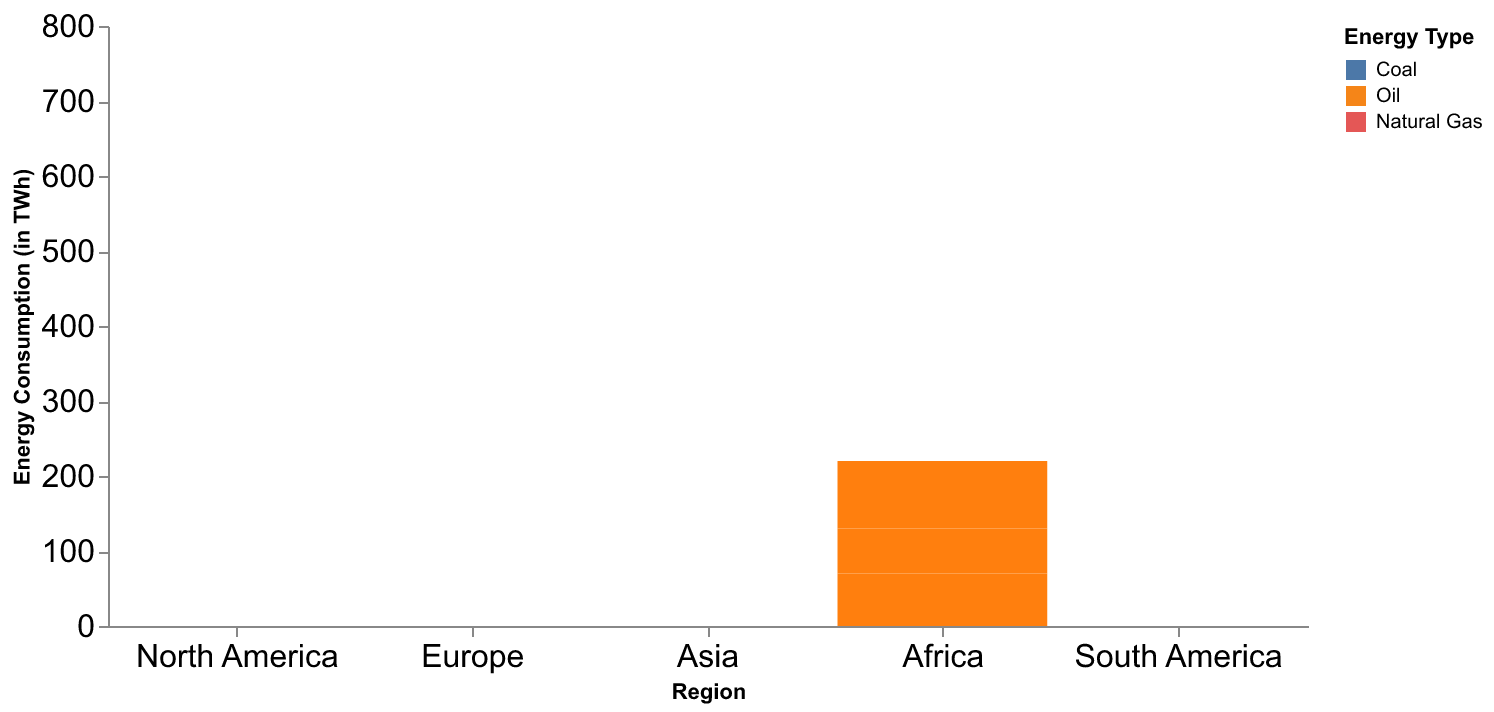 Energy Consumption (in TWh)
800
700
600
500
400
300
200
100
0
North America
Europe
Asia
Africa
South America
Region
Energy Type
Coal
Oil
Natural Gas